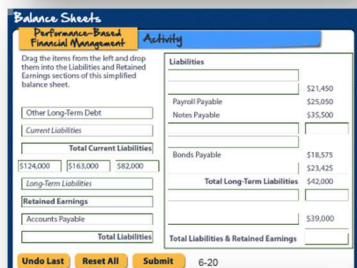 Balance Sheets
Performance-Based
Financial Management
Activity
Drag the items from the left and drop
them into the Liabilities and Retained
Earnings sections of this simplified
balance sheet.
Other Long-Term Debt
Current Liabilities
Total Current Liabilities
$124,000 $163,000 $82,000
Long-Term Liabilities
Retained Earnings
Accounts Payable
Total Liabilities
Liabilities
$21,450
Payroll Payable $25,050
Notes Payable $35,500
Bonds Payable $18,575
$23,425
Total Long-Term Liabilities $42,000
$39,000
Total Liabilities & Retained Earnings
Undo Last Reset All Submit 6-20